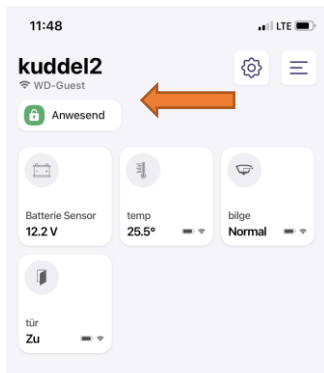 11:48
LTE
kuddel2
WD-Guest
Anwesend
Batterie Sensor
12.2 V
temp
25.5°
bilge
Normal
tür
Zu